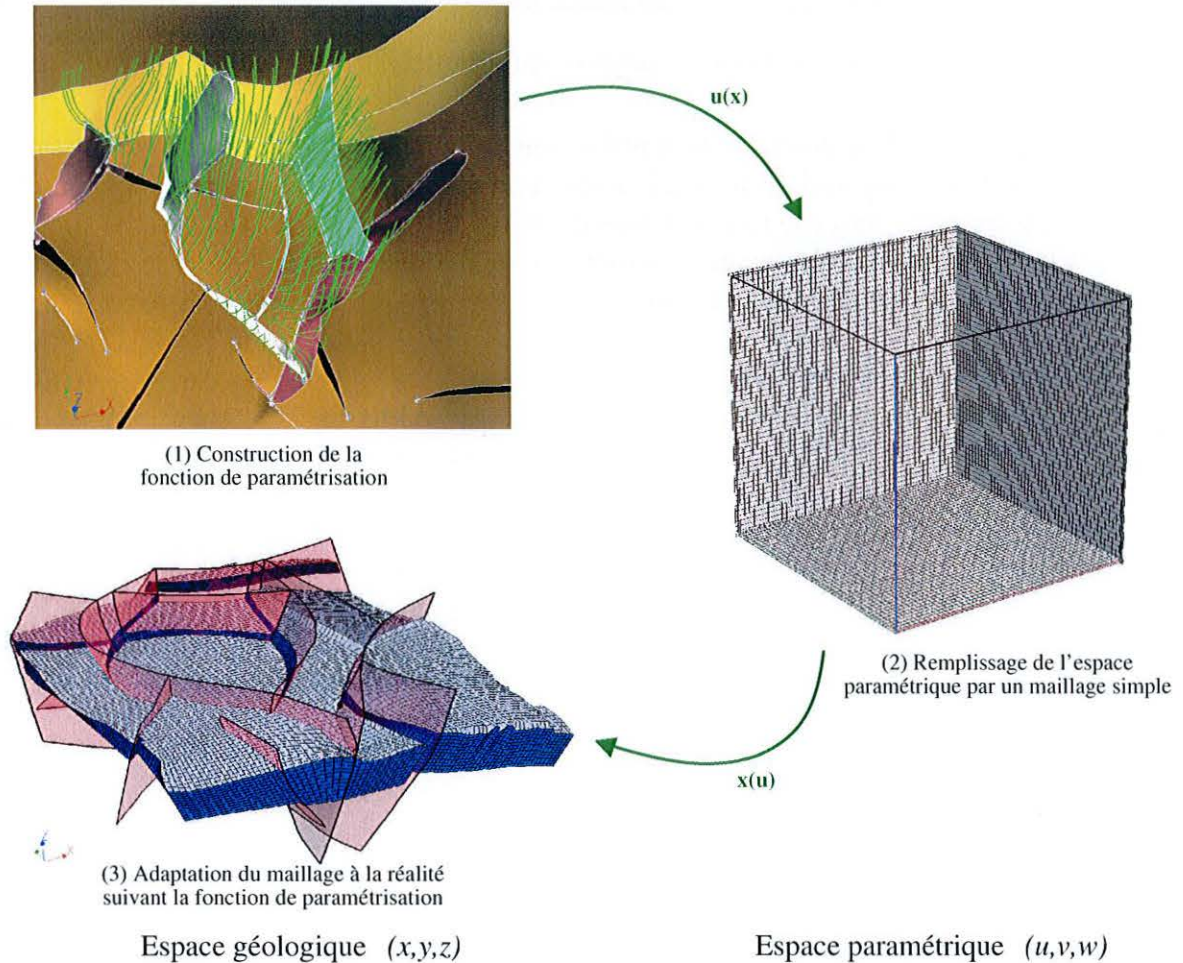 u(x)
(1) Construction de la
fonction de paramétrisation
(2) Remplissage de l'espace
paramétrique par un maillage simple
x(u)
(3) Adaptation du maillage à la réalité
suivant la fonction de paramétrisation
Espace géologique (x,y,z)
Espace paramétrique (u,v,w)